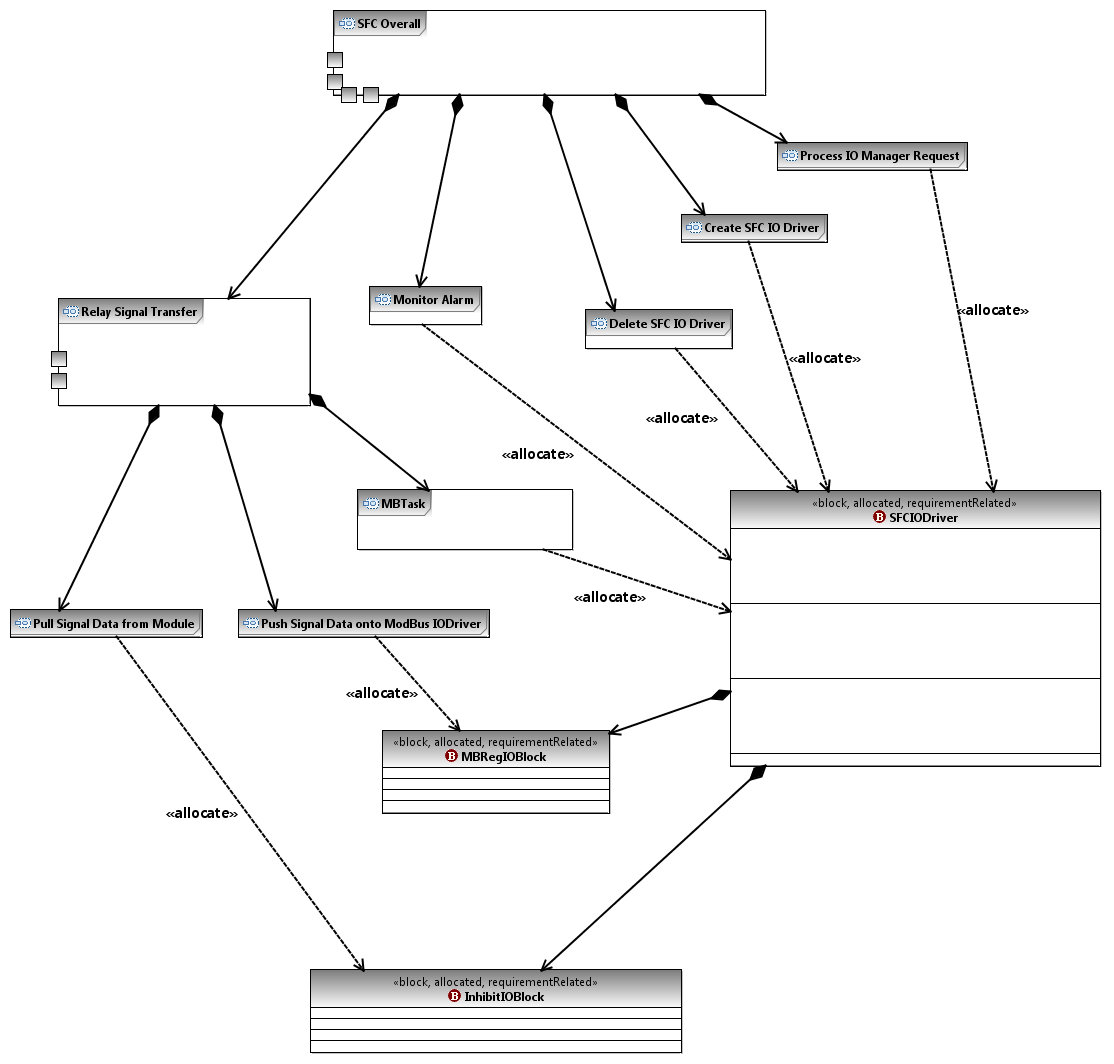 SFC Overall
Process IO Manager Request
Create SFC IO Driver
Monitor Alarm
Relay Signal Transfer
Delete SFC IO Driver
«allocate»
«allocate»
«allocate»
«allocate»
MBTask
«block, allocated, requirementRelated»
B SFCIODriver
«allocate»
Pull Signal Data from Module
Push Signal Data onto ModBus IODriver
«allocate»
«block, allocated, requirementRelated»
B MBRegIOBlock
«allocate»
«block, allocated, requirementRelated»
B InhibitIOBlock